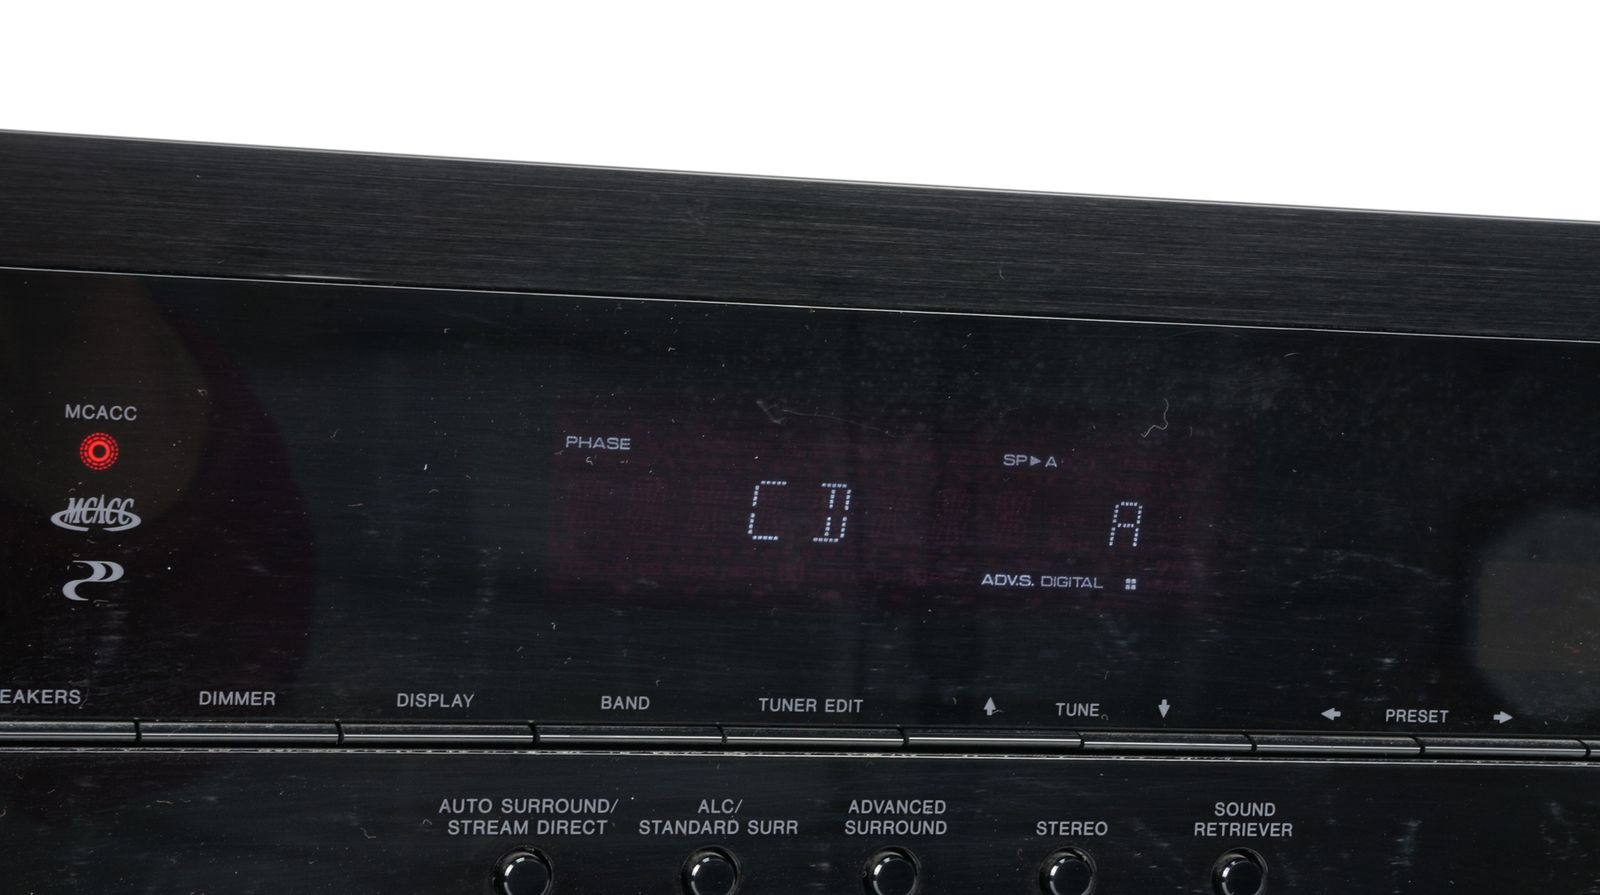 MCACC
PHASE
SP►A
MCACC
CD A
ADV.S. DIGITAL
EAKERS DIMMER DISPLAY BAND TUNER EDIT TUNE PRESET
AUTO SURROUND/
STREAM DIRECT
ALC/
STANDARD SURR
ADVANCED
SURROUND
STEREO
SOUND
RETRIEVER